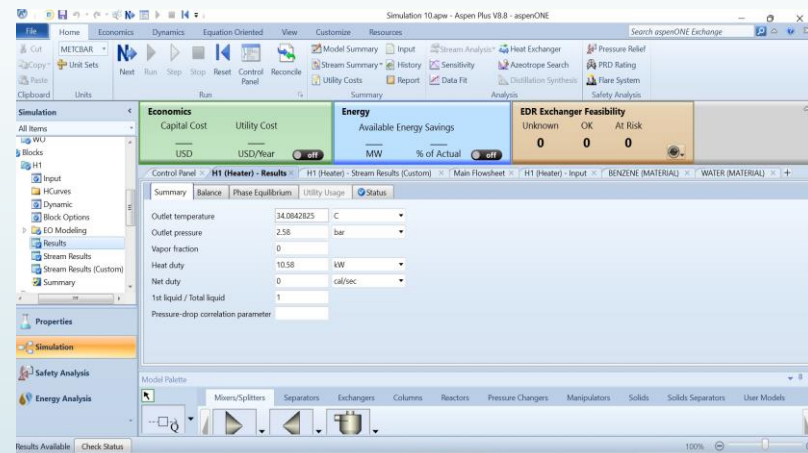 Simulation 10.apw - Aspen Plus V8.8 - aspenONE
File Home Economics Dynamics Equation Oriented View Customize Resources Search aspenONE Exchange
Cut METCBAR Model Summary Input Stream Analysis Heat Exchanger Pressure Relief
Copy Unit Sets Next Run Step Stop Reset Control Panel Reconcile Stream Summary History Sensitivity Azeotrope Search PRD Rating
Paste Utility Costs Report Data Fit Distillation Synthesis Flare System
Clipboard Units Run Summary Analysis Safety Analysis
Simulation Economics Energy EDR Exchanger Feasibility
All Items Capital Cost Utility Cost Available Energy Savings Unknown OK At Risk
WO
Blocks USD USD/Year off MW % of Actual off 0 0 0
H1 Control Panel H1 (Heater) - Results H1 (Heater) - Stream Results (Custom) Main Flowsheet H1 (Heater) - Input BENZENE (MATERIAL) WATER (MATERIAL) +
Input Summary Balance Phase Equilibrium Utility Usage Status
HCurves
Dynamic Outlet temperature 34.0842825 C
Block Options Outlet pressure 2.58 bar
EO Modeling Vapor fraction 0
Results Heat duty 10.58 kW
Stream Results Net duty 0 cal/sec
Stream Results (Custom) 1st liquid / Total liquid 1
Summary Pressure-drop correlation parameter
Properties
Simulation
Safety Analysis Model Palette
Energy Analysis Mixers/Splitters Separators Exchangers Columns Reactors Pressure Changers Manipulators Solids Solids Separators User Models
Results Available Check Status 100%